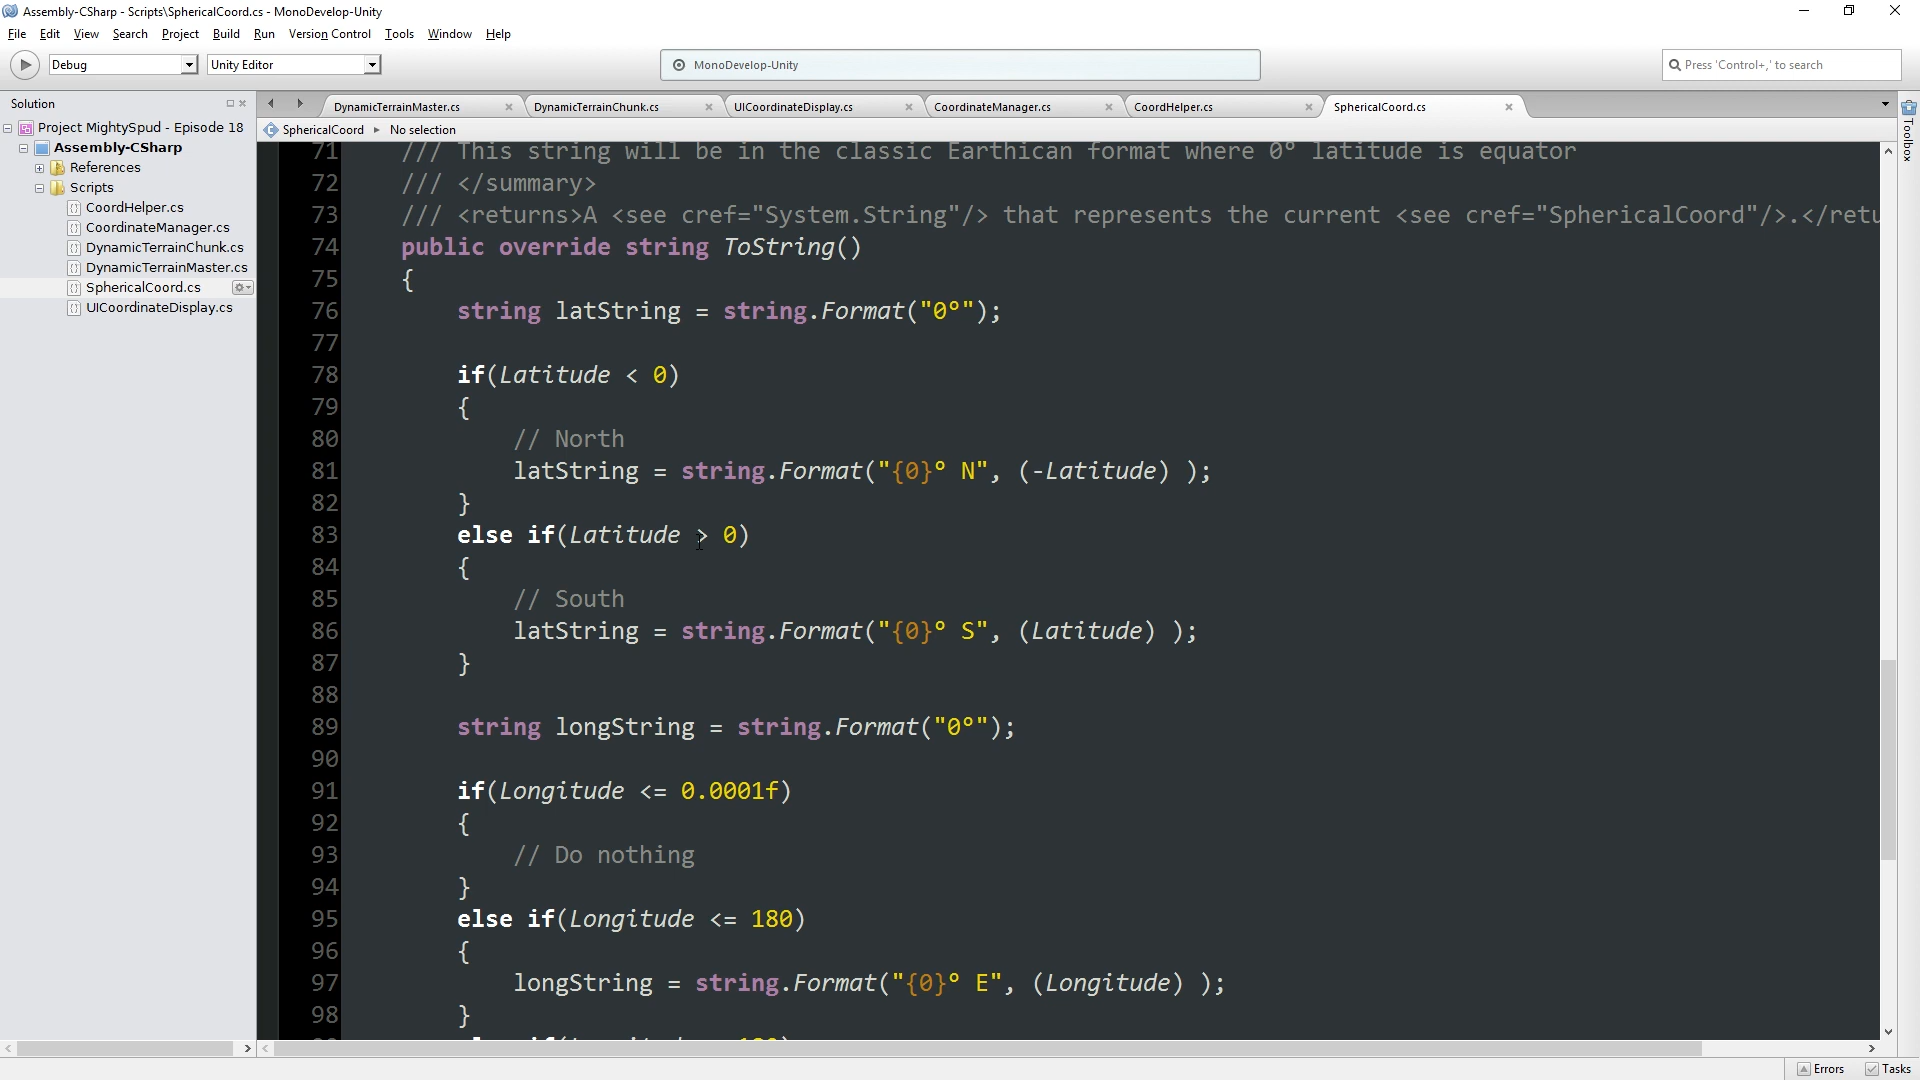 Assembly-CSharp - Scripts\SphericalCoord.cs - MonoDevelop-Unity
File Edit View Search Project Build Run Version Control Tools Window Help
Debug Unity Editor MonoDevelop-Unity Press 'Control+,' to search
Solution
DynamicTerrainMaster.cs DynamicTerrainChunk.cs UICoordinateDisplay.cs CoordinateManager.cs CoordHelper.cs SphericalCoord.cs
SphericalCoord No selection
Toolbox
Project MightySpud - Episode 18
Assembly-CSharp
References
Scripts
CoordHelper.cs
CoordinateManager.cs
DynamicTerrainChunk.cs
DynamicTerrainMaster.cs
SphericalCoord.cs
UICoordinateDisplay.cs
71 /// This string will be in the classic Earthican format where 0° latitude is equator
72 /// </summary>
73 /// <returns>A <see cref="System.String"/> that represents the current <see cref="SphericalCoord"/>.</retu
74 public override string ToString()
75 {
76 string latString = string.Format("0°");
77
78 if(Latitude < 0)
79 {
80 // North
81 latString = string.Format("{0}° N", (-Latitude) );
82 }
83 else if(Latitude > 0)
84 {
85 // South
86 latString = string.Format("{0}° S", (Latitude) );
87 }
88
89 string longString = string.Format("0°");
90
91 if(Longitude <= 0.0001f)
92 {
93 // Do nothing
94 }
95 else if(Longitude <= 180)
96 {
97 longString = string.Format("{0}° E", (Longitude) );
98 }
Errors Tasks